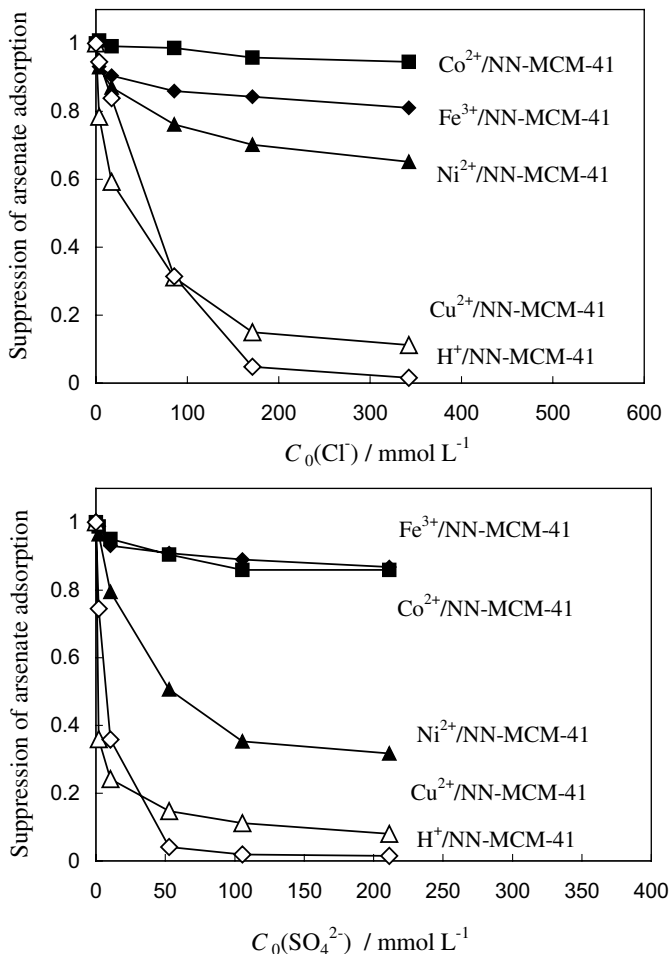 Suppression of arsenate adsorption
1
0.8
0.6
0.4
0.2
0
Co²⁺/NN-MCM-41
Fe³⁺/NN-MCM-41
Ni²⁺/NN-MCM-41
Cu²⁺/NN-MCM-41
H⁺/NN-MCM-41
0 100 200 300 400 500 600
C₀(Cl⁻) / mmol L⁻¹
Suppression of arsenate adsorption
1
0.8
0.6
0.4
0.2
0
Fe³⁺/NN-MCM-41
Co²⁺/NN-MCM-41
Ni²⁺/NN-MCM-41
Cu²⁺/NN-MCM-41
H⁺/NN-MCM-41
0 50 100 150 200 250 300 350 400
C₀(SO₄²⁻) / mmol L⁻¹